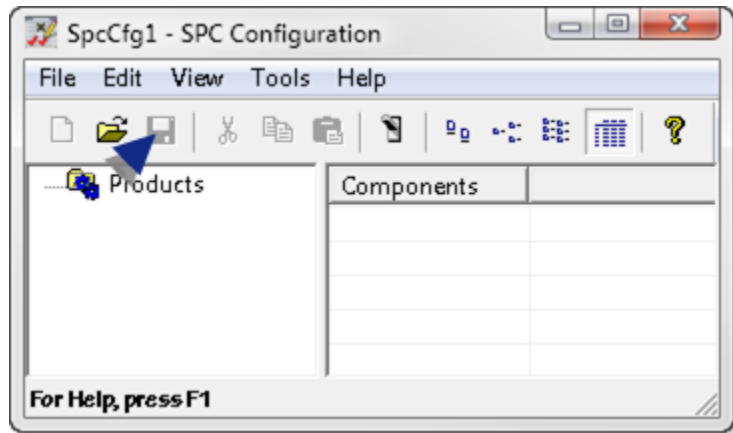 SpcCfg1 - SPC Configuration
File Edit View Tools Help
Products
Components
For Help, press F1